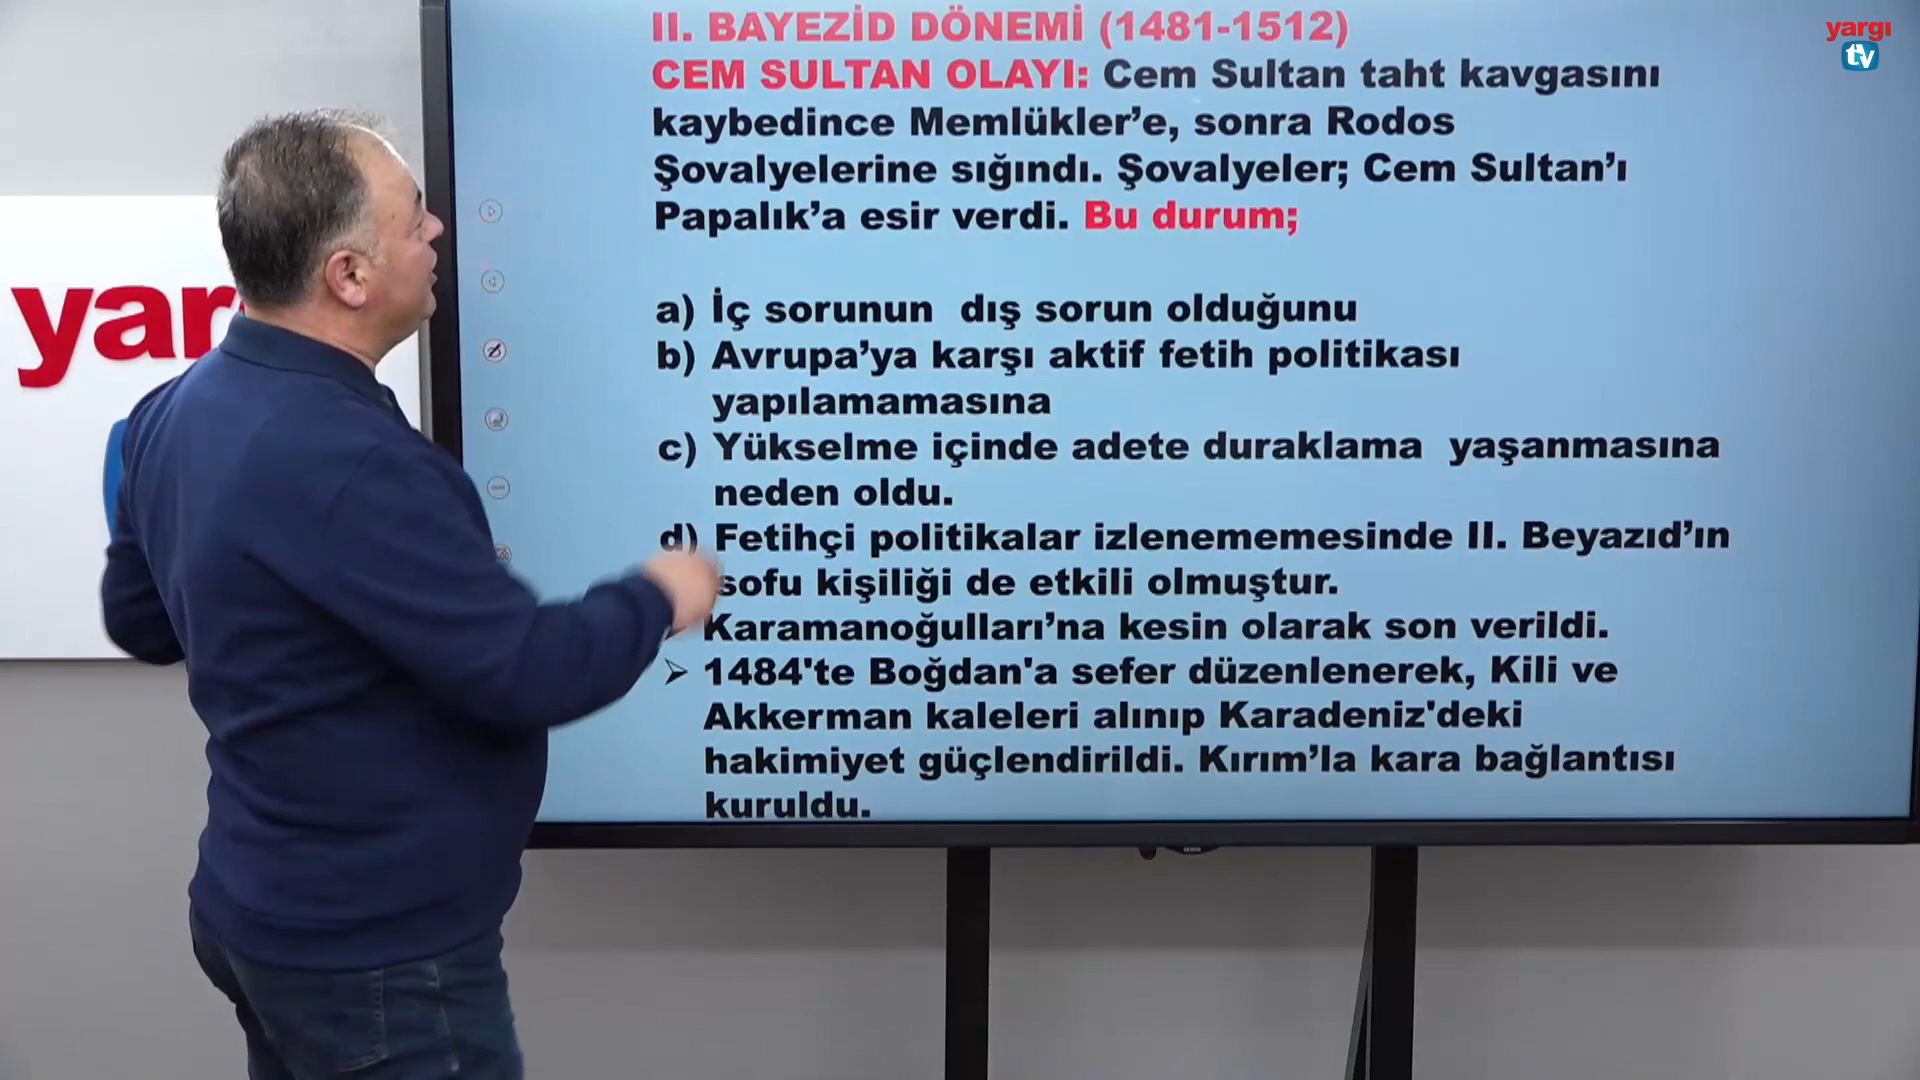 II. BAYEZİD DÖNEMİ (1481-1512)
CEM SULTAN OLAYI: Cem Sultan taht kavgasını
kaybedince Memlükler’e, sonra Rodos
Şovalyelerine sığındı. Şovalyeler; Cem Sultan’ı
Papalık’a esir verdi. Bu durum;
a) İç sorunun dış sorun olduğunu
b) Avrupa’ya karşı aktif fetih politikası
yapılamamasına
c) Yükselme içinde adete duraklama yaşanmasına
neden oldu.
d) Fetihçi politikalar izlenememesinde II. Beyazıd’ın
sofu kişiliği de etkili olmuştur.
Karamanoğulları’na kesin olarak son verildi.
➢ 1484'te Boğdan'a sefer düzenlenerek, Kili ve
Akkerman kaleleri alınıp Karadeniz'deki
hakimiyet güçlendirildi. Kırım’la kara bağlantısı
kuruldu.
yargı
tv